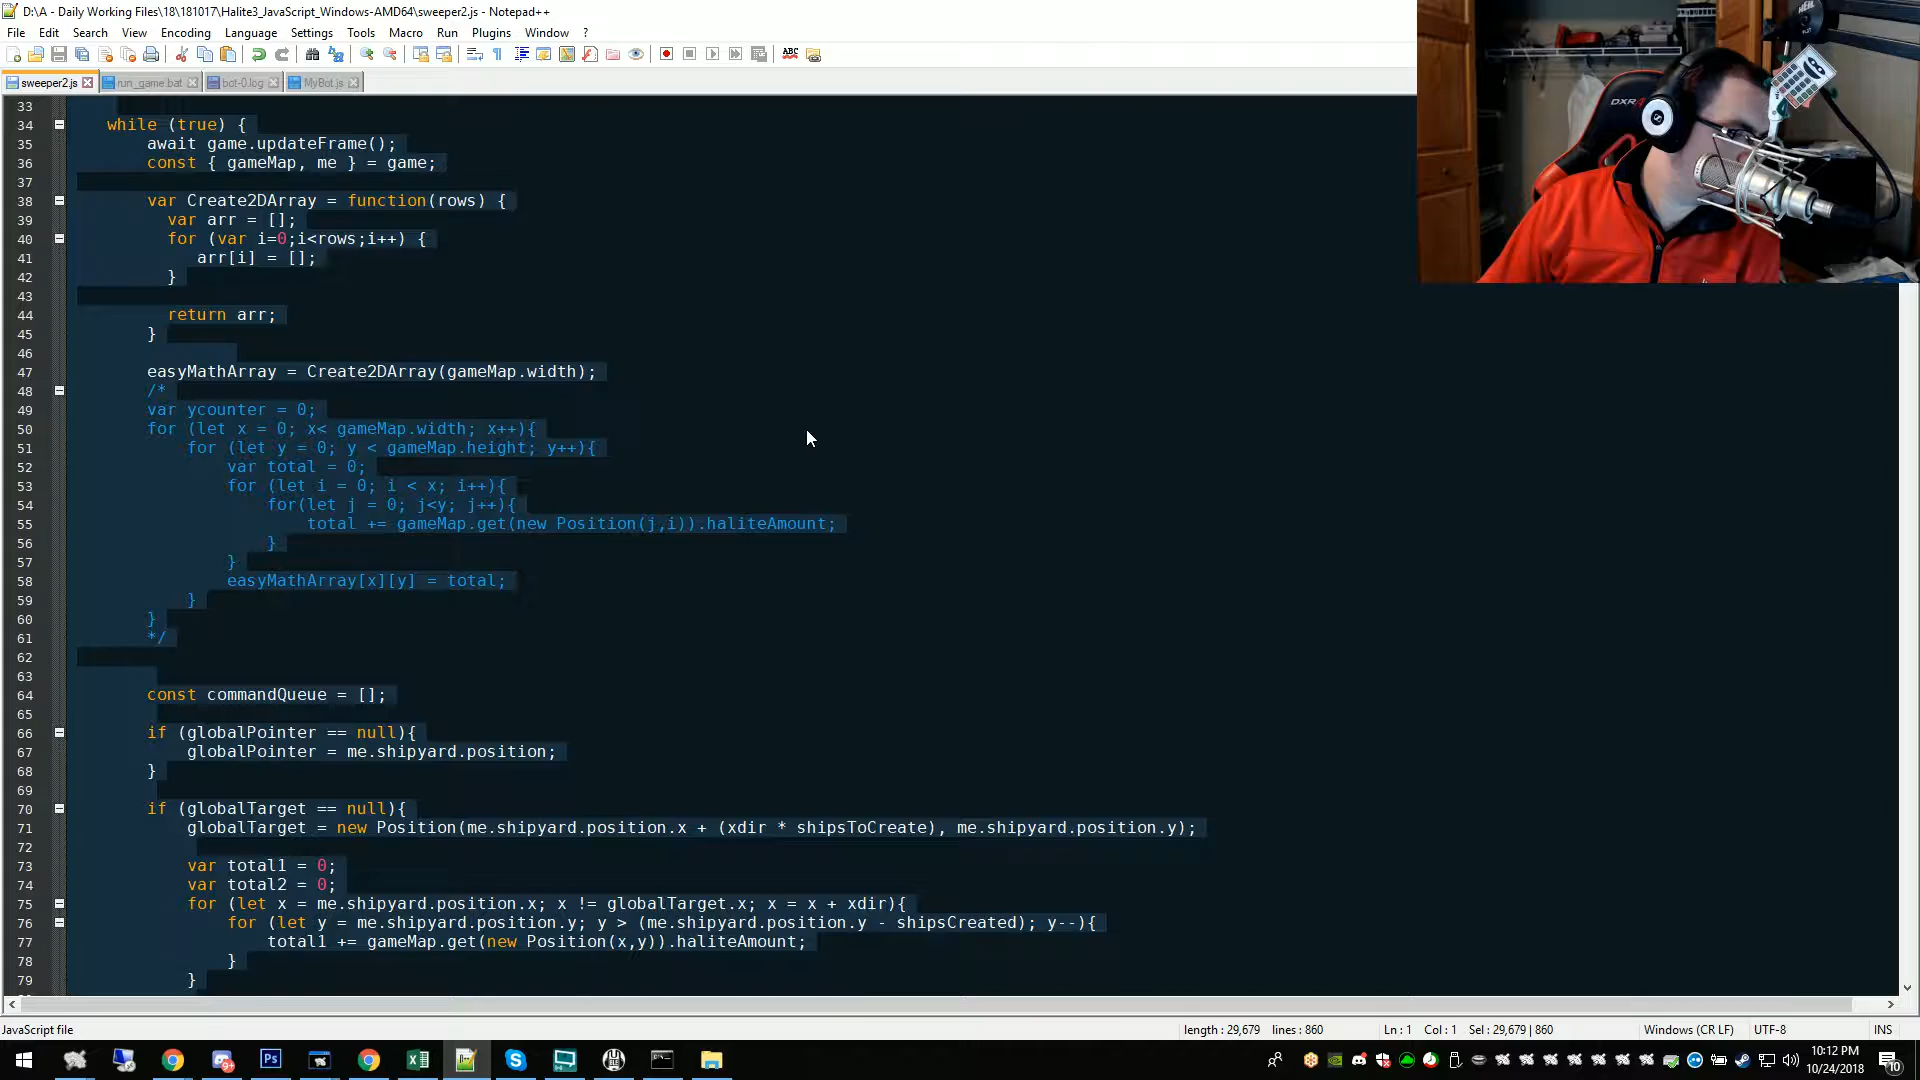 D:\A - Daily Working Files\18\181017\Halite3_JavaScript_Windows-AMD64\sweeper2.js - Notepad++
File Edit Search View Encoding Language Settings Tools Macro Run Plugins Window ?
ABC
sweeper2.js run_game.bat bot-0.log MyBot.js
33
34 while (true) {
35 await game.updateFrame();
36 const { gameMap, me } = game;
37
38 var Create2DArray = function(rows) {
39 var arr = [];
40 for (var i=0;i<rows;i++) {
41 arr[i] = [];
42 }
43
44 return arr;
45 }
46
47 easyMathArray = Create2DArray(gameMap.width);
48 /*
49 var ycounter = 0;
50 for (let x = 0; x< gameMap.width; x++){
51 for (let y = 0; y < gameMap.height; y++){
52 var total = 0;
53 for (let i = 0; i < x; i++){
54 for(let j = 0; j<y; j++){
55 total += gameMap.get(new Position(j,i)).haliteAmount;
56 }
57 }
58 easyMathArray[x][y] = total;
59 }
60 }
61 */
62
63
64 const commandQueue = [];
65
66 if (globalPointer == null){
67 globalPointer = me.shipyard.position;
68 }
69
70 if (globalTarget == null){
71 globalTarget = new Position(me.shipyard.position.x + (xdir * shipsToCreate), me.shipyard.position.y);
72
73 var total1 = 0;
74 var total2 = 0;
75 for (let x = me.shipyard.position.x; x != globalTarget.x; x = x + xdir){
76 for (let y = me.shipyard.position.y; y > (me.shipyard.position.y - shipsCreated); y--){
77 total1 += gameMap.get(new Position(x,y)).haliteAmount;
78 }
79 }
DXR
JavaScript file length : 29,679 lines : 860 Ln : 1 Col : 1 Sel : 29,679 | 860 Windows (CR LF) UTF-8 INS
Ps
10:12 PM
10/24/2018
10